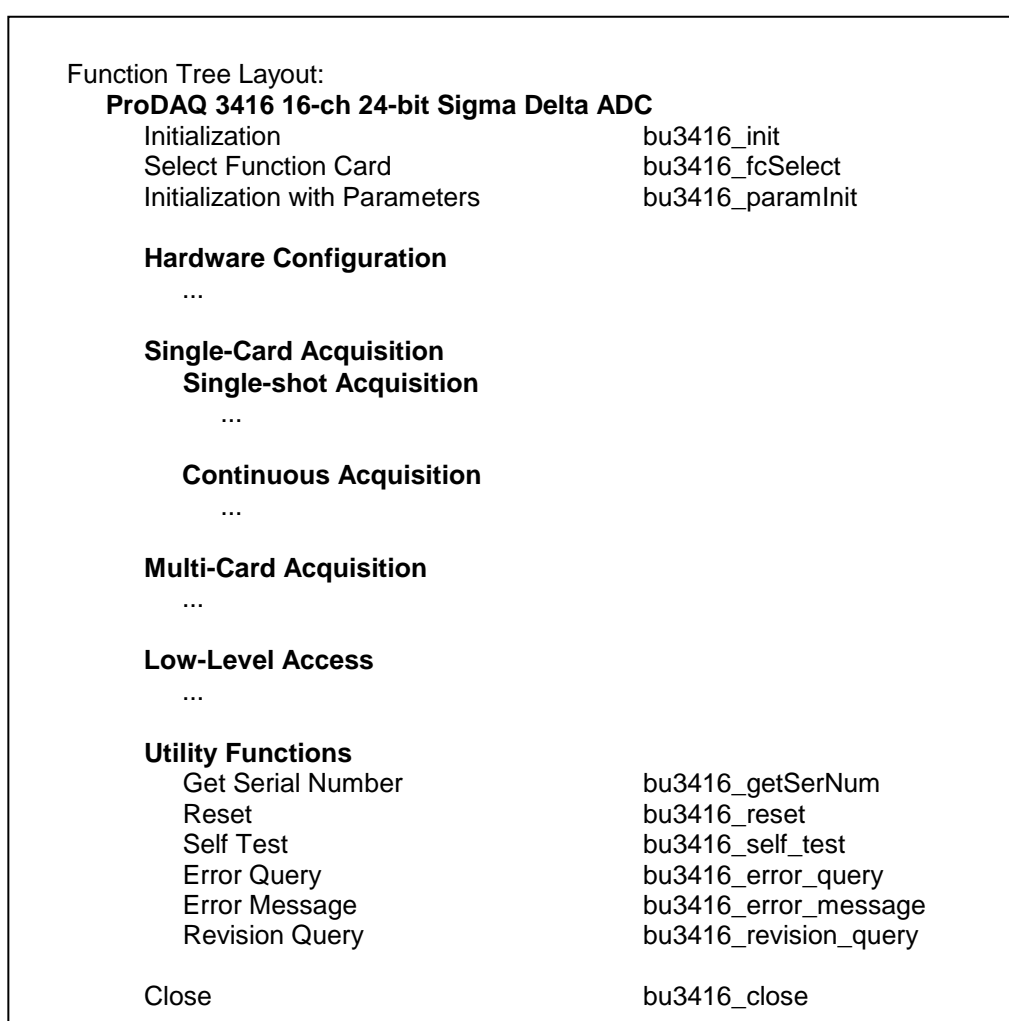 Function Tree Layout:
ProDAQ 3416 16-ch 24-bit Sigma Delta ADC
Initialization bu3416_init
Select Function Card bu3416_fcSelect
Initialization with Parameters bu3416_paramInit
Hardware Configuration
...
Single-Card Acquisition
Single-shot Acquisition
...
Continuous Acquisition
...
Multi-Card Acquisition
...
Low-Level Access
...
Utility Functions
Get Serial Number bu3416_getSerNum
Reset bu3416_reset
Self Test bu3416_self_test
Error Query bu3416_error_query
Error Message bu3416_error_message
Revision Query bu3416_revision_query
Close bu3416_close